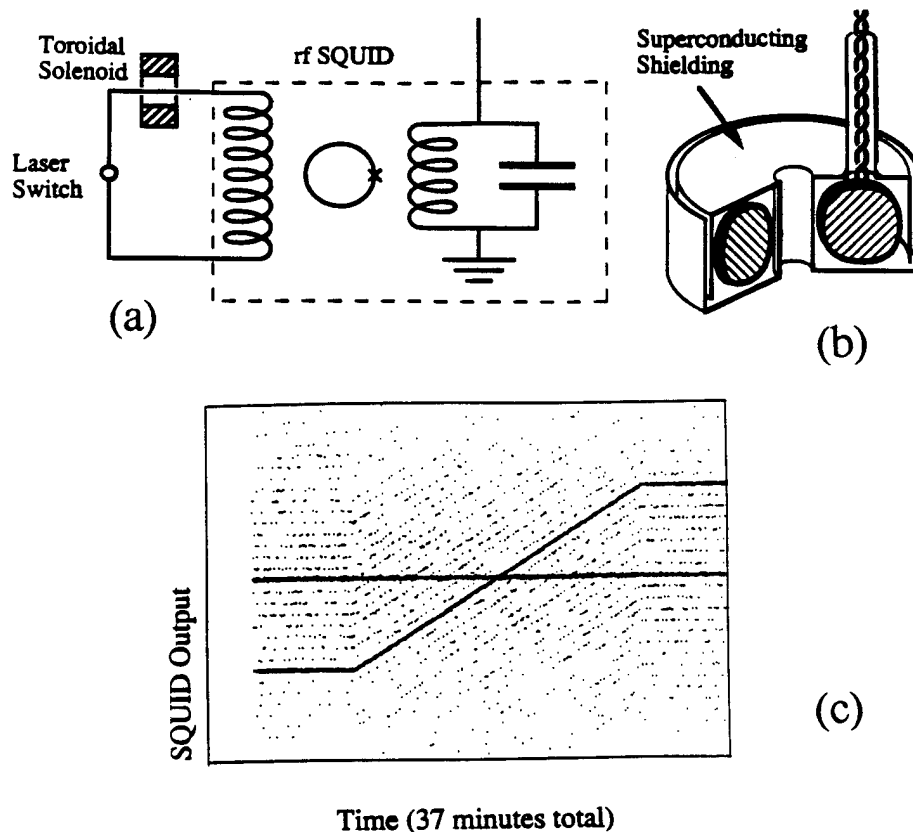 Toroidal
Solenoid
rf SQUID
Laser
Switch
(a)
Superconducting
Shielding
(b)
SQUID Output
(c)
Time (37 minutes total)